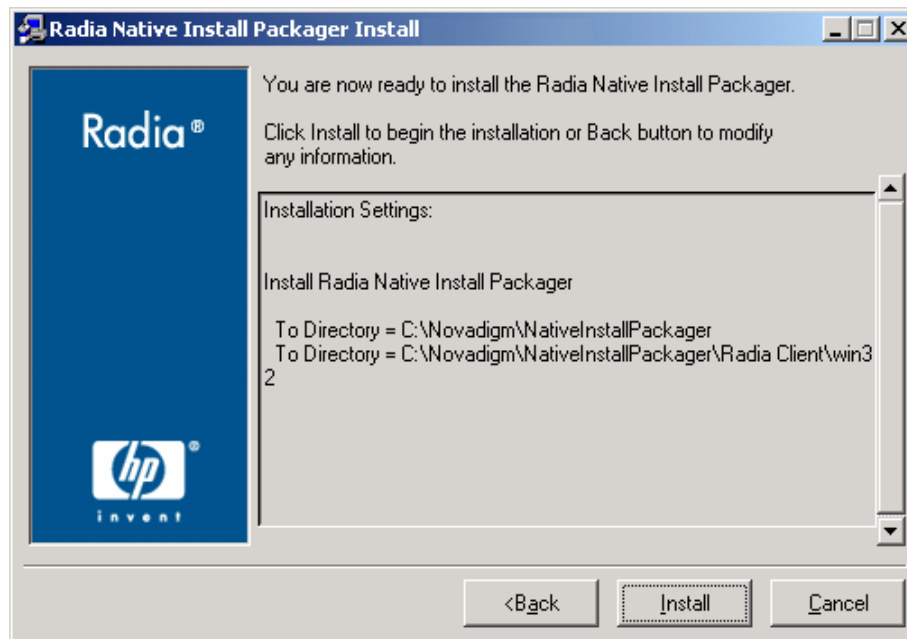 Radia Native Install Packager Install
Radia®
You are now ready to install the Radia Native Install Packager.
Click Install to begin the installation or Back button to modify
any information.
Installation Settings:
Install Radia Native Install Packager
To Directory = C:\Novadigm\NativeInstallPackager
To Directory = C:\Novadigm\NativeInstallPackager\Radia Client\win3
2
hp®
invent
<Back
Install
Cancel